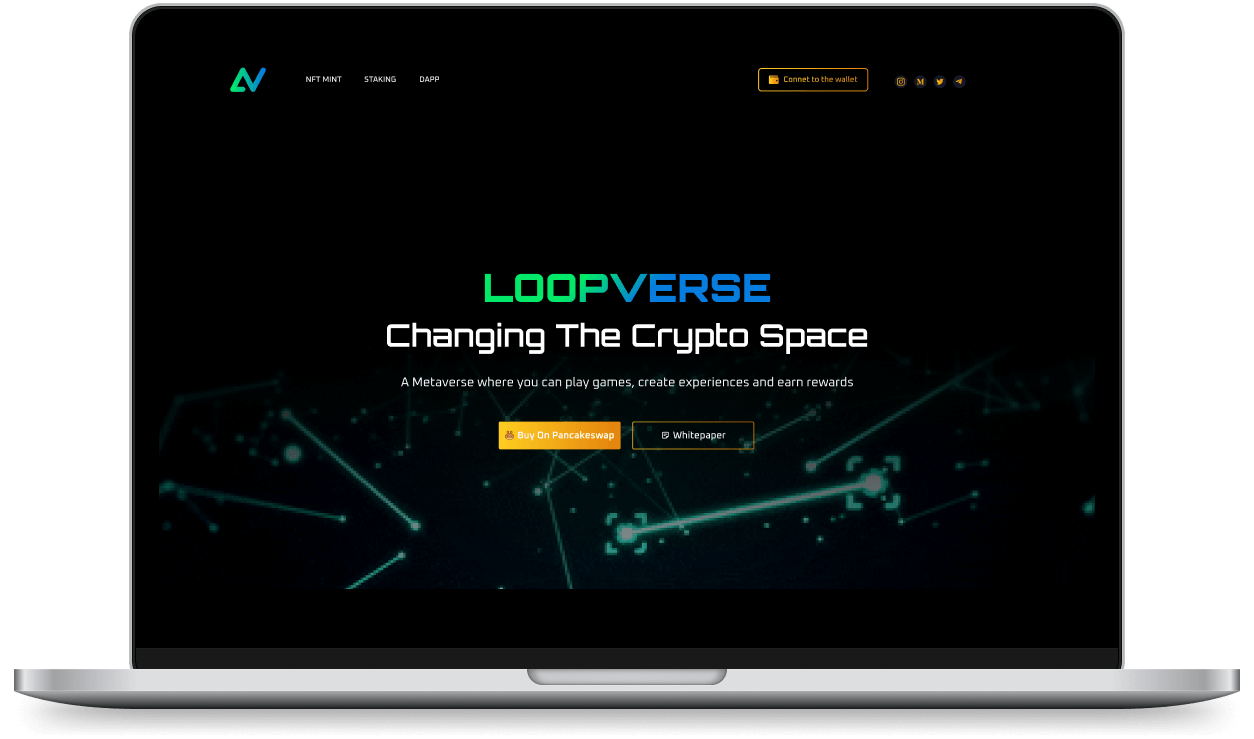 NFT MINT STAKING DAPP Connet to the wallet
LOOPVERSE
Changing The Crypto Space
A Metaverse where you can play games, create experiences and earn rewards
Buy On Pancakeswap Whitepaper